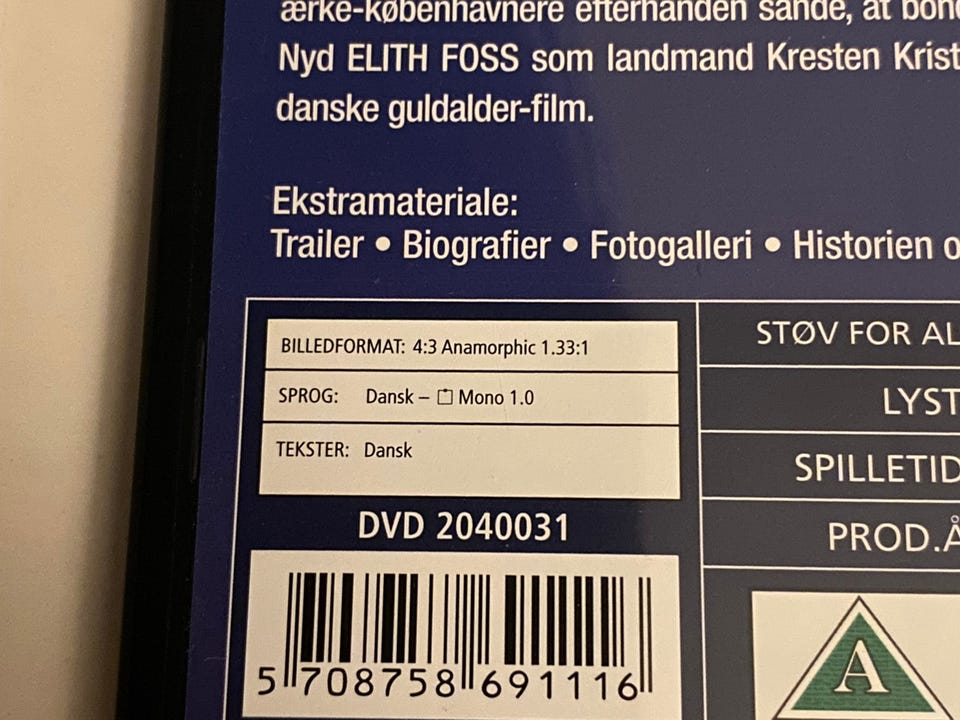 ærke-københavnere efterhånden sande, at bond
Nyd ELITH FOSS som landmand Kresten Krist
danske guldalder-film.
Ekstramateriale:
Trailer • Biografier • Fotogalleri • Historien o
BILLEDFORMAT: 4:3 Anamorphic 1.33:1
SPROG: Dansk – Mono 1.0
TEKSTER: Dansk
DVD 2040031
5 708758 691116
STØV FOR AL
LYST
SPILLETID
PROD.Å
A